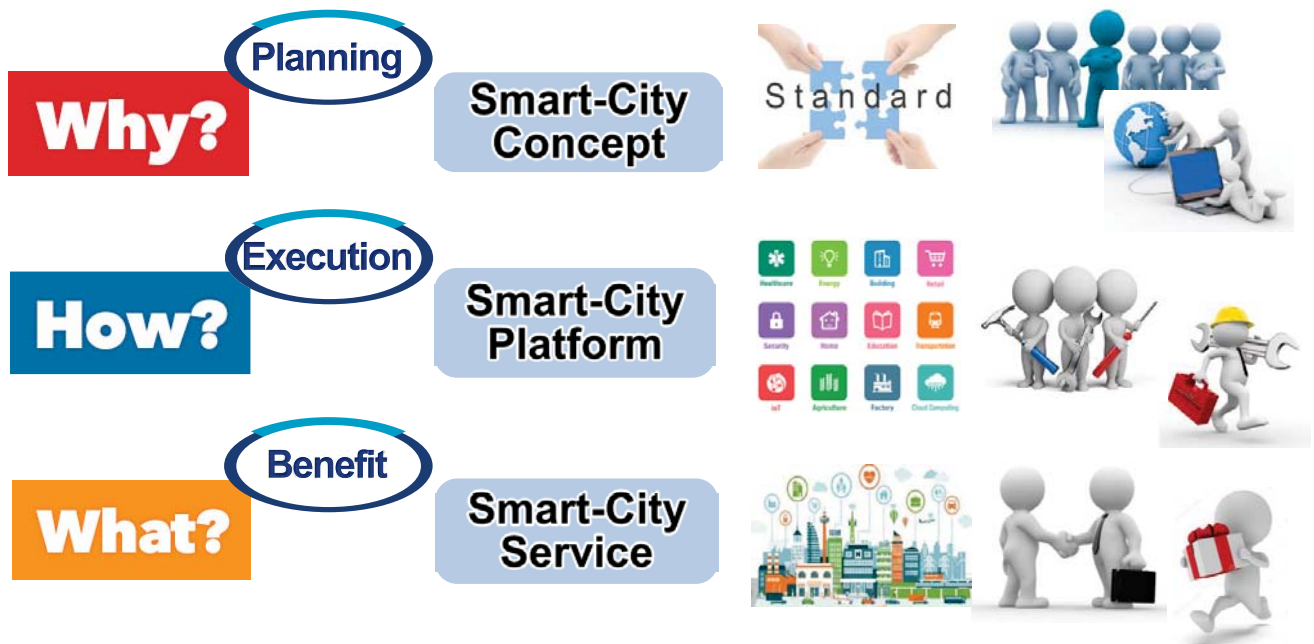 Planning
Why?
Smart-City
Concept
Standard
Execution
How?
Smart-City
Platform
Healthcare
Energy
Building
Retail
Security
Home
Education
Transportation
IoT
Agriculture
Factory
Cloud Computing
Benefit
What?
Smart-City
Service